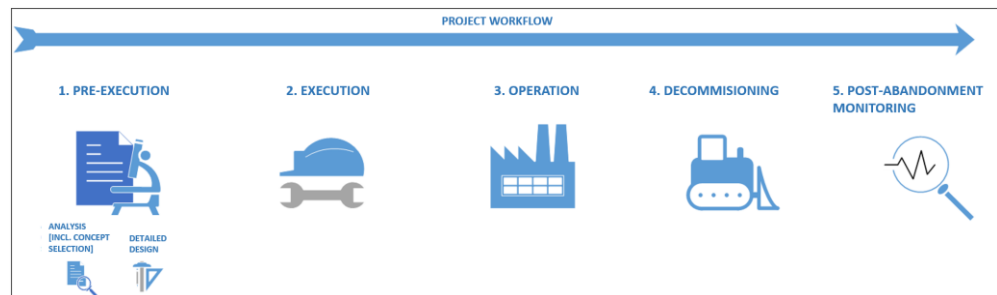 PROJECT WORKFLOW
1. PRE-EXECUTION
2. EXECUTION
3. OPERATION
4. DECOMMISIONING
5. POST-ABANDONMENT
MONITORING
ANALYSIS
[INCL. CONCEPT
SELECTION]
DETAILED
DESIGN